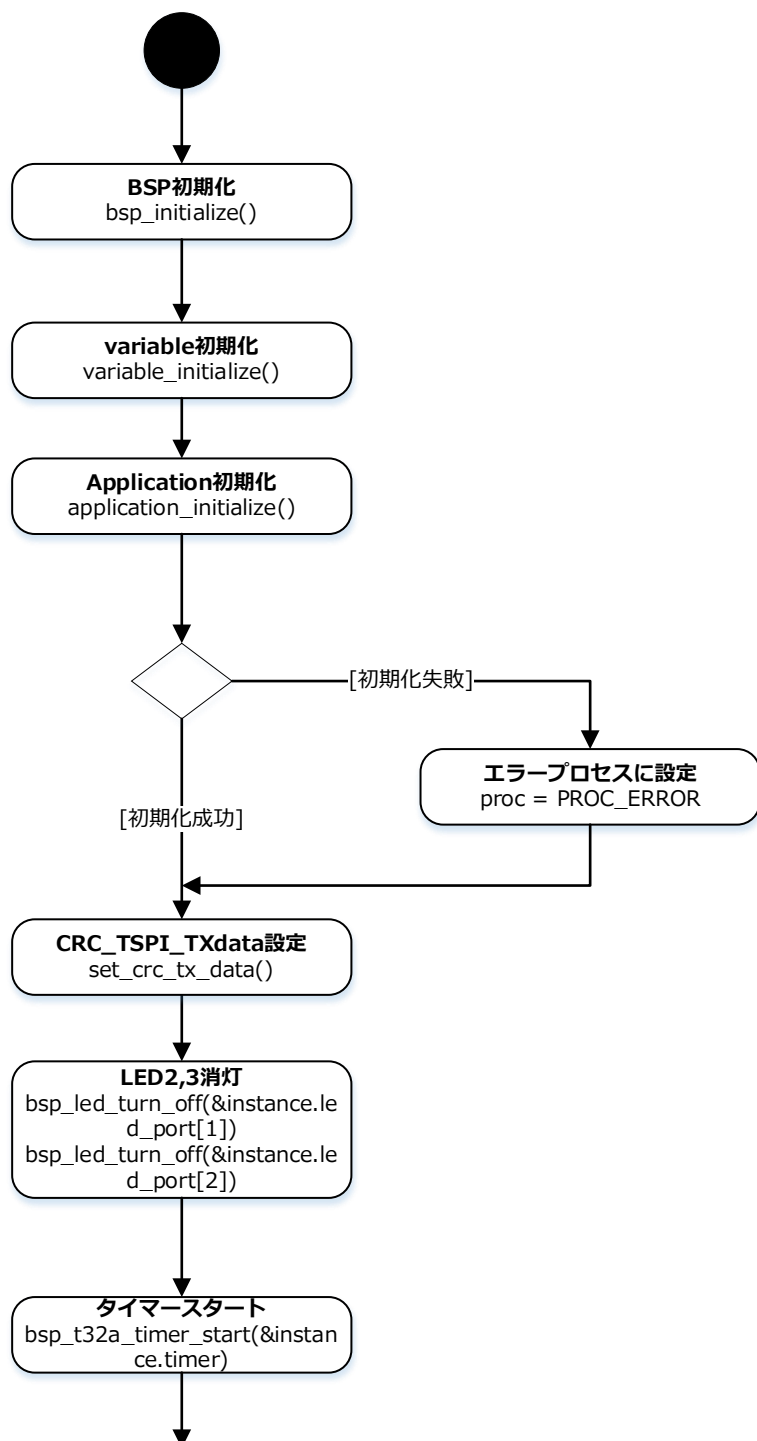 BSP初期化
bsp_initialize()
variable初期化
variable_initialize()
Application初期化
application_initialize()
[初期化失敗]
エラープロセスに設定
proc = PROC_ERROR
[初期化成功]
CRC_TSPI_TXdata設定
set_crc_tx_data()
LED2,3消灯
bsp_led_turn_off(&instance.le
d_port[1])
bsp_led_turn_off(&instance.le
d_port[2])
タイマースタート
bsp_t32a_timer_start(&instan
ce.timer)